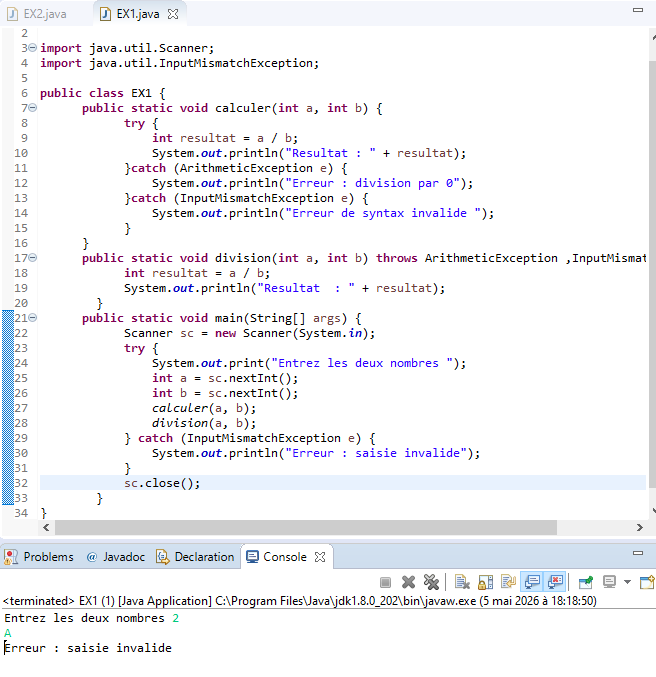 EX2.java EX1.java
2
3 import java.util.Scanner;
4 import java.util.InputMismatchException;
5
6 public class EX1 {
7 public static void calculer(int a, int b) {
8 try {
9 int resultat = a / b;
10 System.out.println("Resultat : " + resultat);
11 }catch (ArithmeticException e) {
12 System.out.println("Erreur : division par 0");
13 }catch (InputMismatchException e) {
14 System.out.println("Erreur de syntax invalide ");
15 }
16 }
17 public static void division(int a, int b) throws ArithmeticException ,InputMismat
18 int resultat = a / b;
19 System.out.println("Resultat  : " + resultat);
20 }
21 public static void main(String[] args) {
22 Scanner sc = new Scanner(System.in);
23 try {
24 System.out.print("Entrez les deux nombres ");
25 int a = sc.nextInt();
26 int b = sc.nextInt();
27 calculer(a, b);
28 division(a, b);
29 } catch (InputMismatchException e) {
30 System.out.println("Erreur : saisie invalide");
31 }
32 sc.close();
33 }
34 }
Problems @ Javadoc Declaration Console
<terminated> EX1 (1) [Java Application] C:\Program Files\Java\jdk1.8.0_202\bin\javaw.exe (5 mai 2026 à 18:18:50)
Entrez les deux nombres 2
A
Erreur : saisie invalide